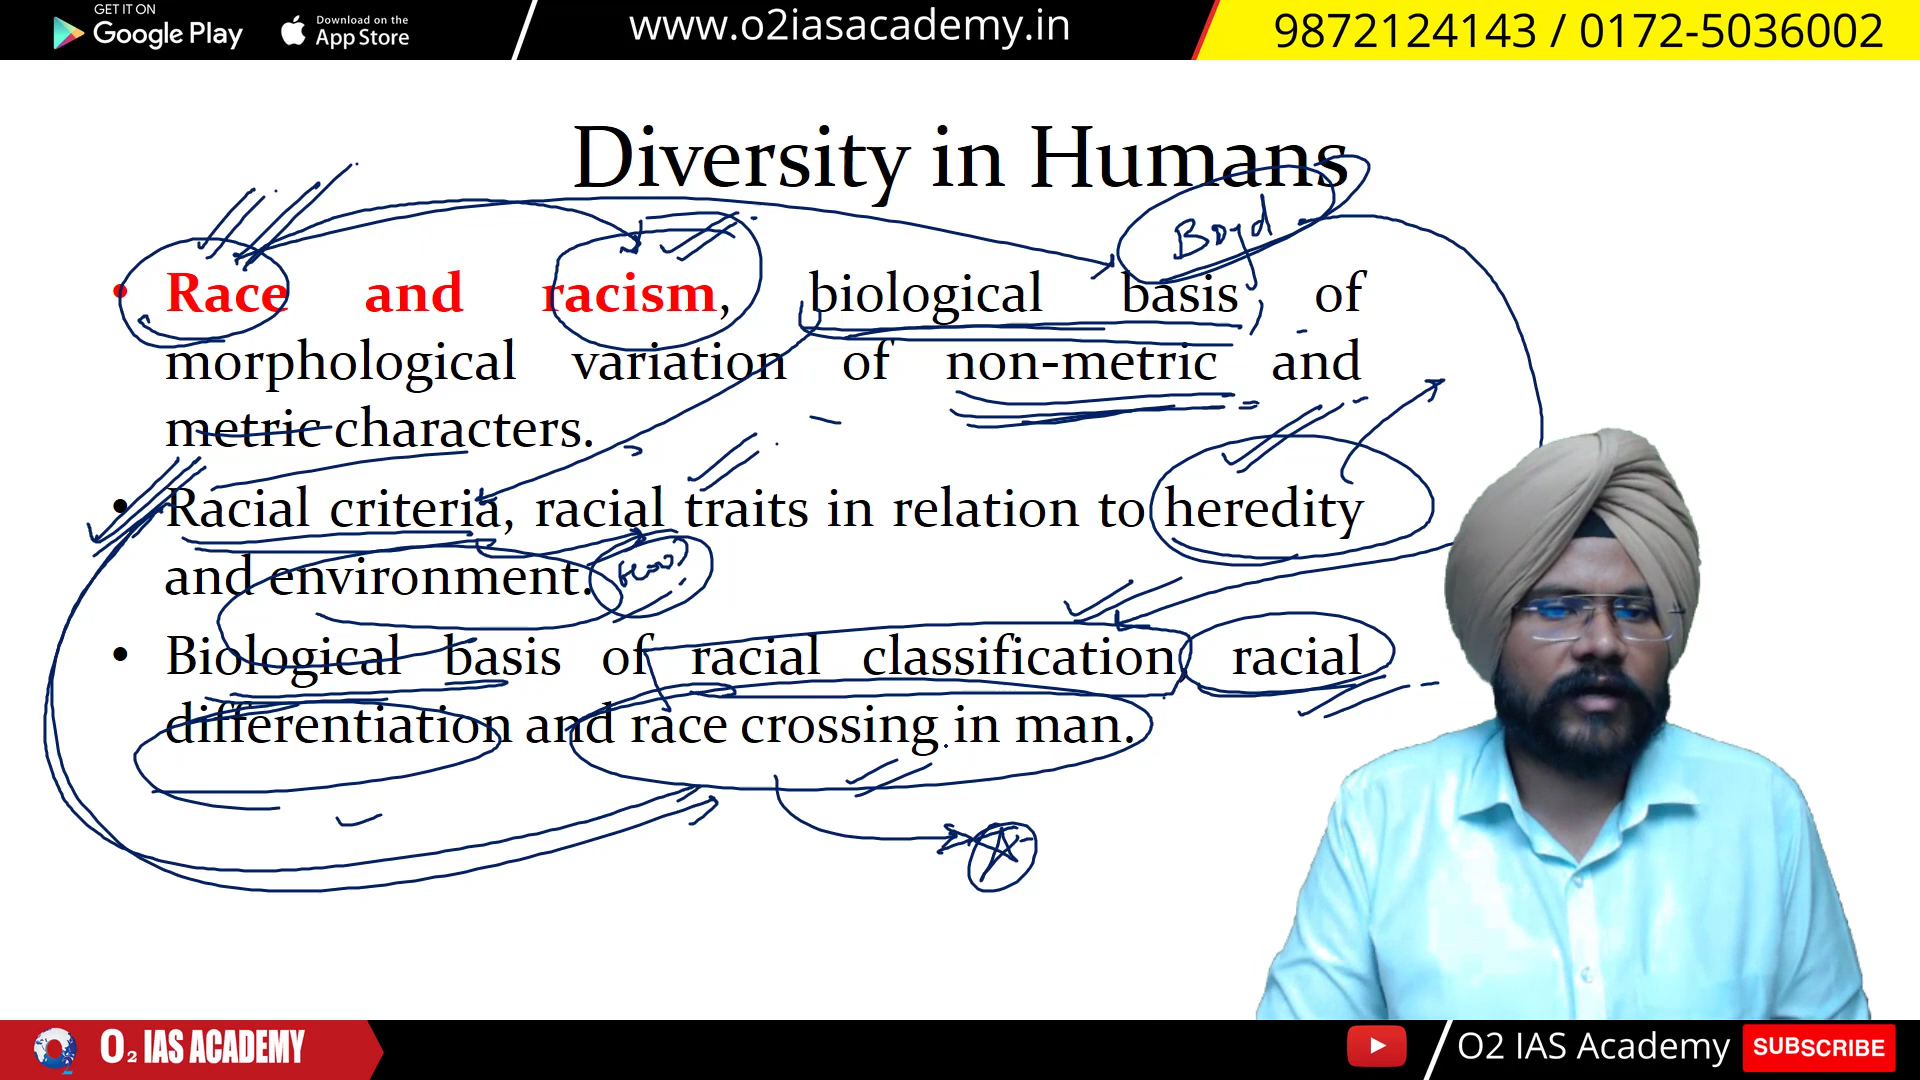 GET IT ON
Google Play
Download on the
App Store
www.o2iasacademy.in
9872124143 / 0172-5036002
Diversity in Humans
Boyd
• Race and racism, biological basis of
morphological variation of non-metric and
metric characters.
• Racial criteria, racial traits in relation to heredity
and environment.
• Biological basis of racial classification racial
differentiation and race crossing in man.
O2 IAS ACADEMY
O2 IAS Academy
SUBSCRIBE